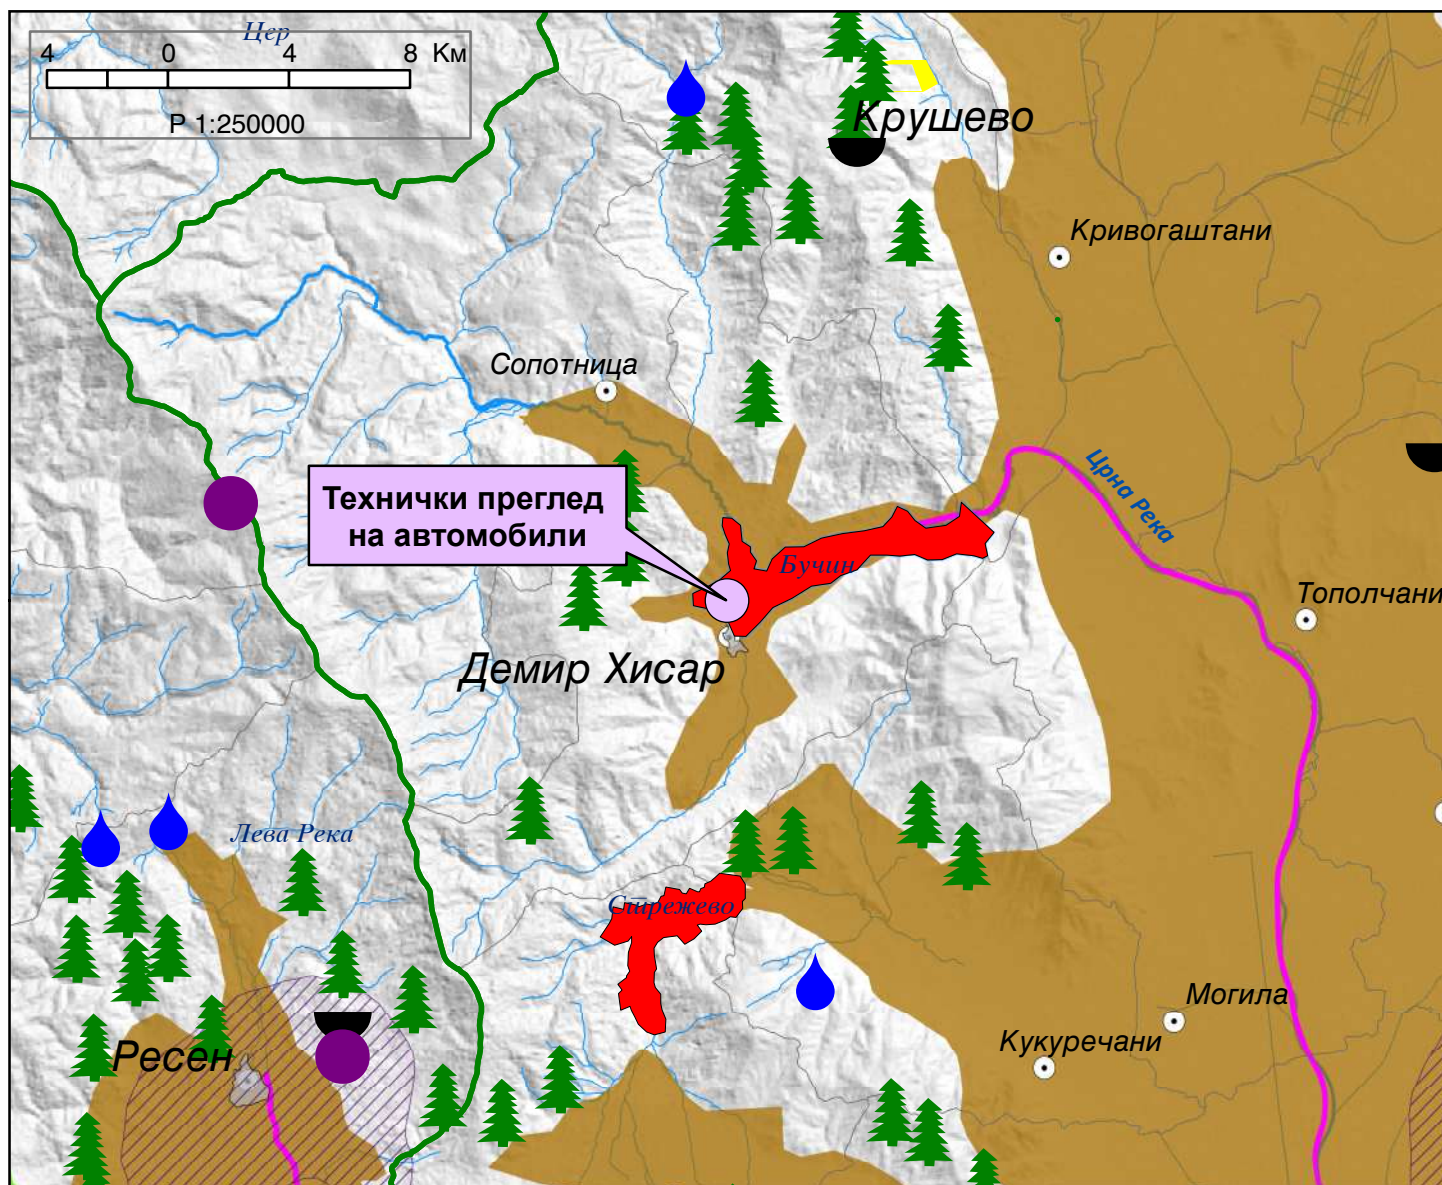 Цер
4 0 4 8 Км
Р 1:250000
Крушево
Кривогаштани
Сопотница
Црна Река
Технички преглед
на автомобили
Бучин
Тополчани
Демир Хисар
Лева Река
Стрежево
Могила
Кукуречани
Ресен